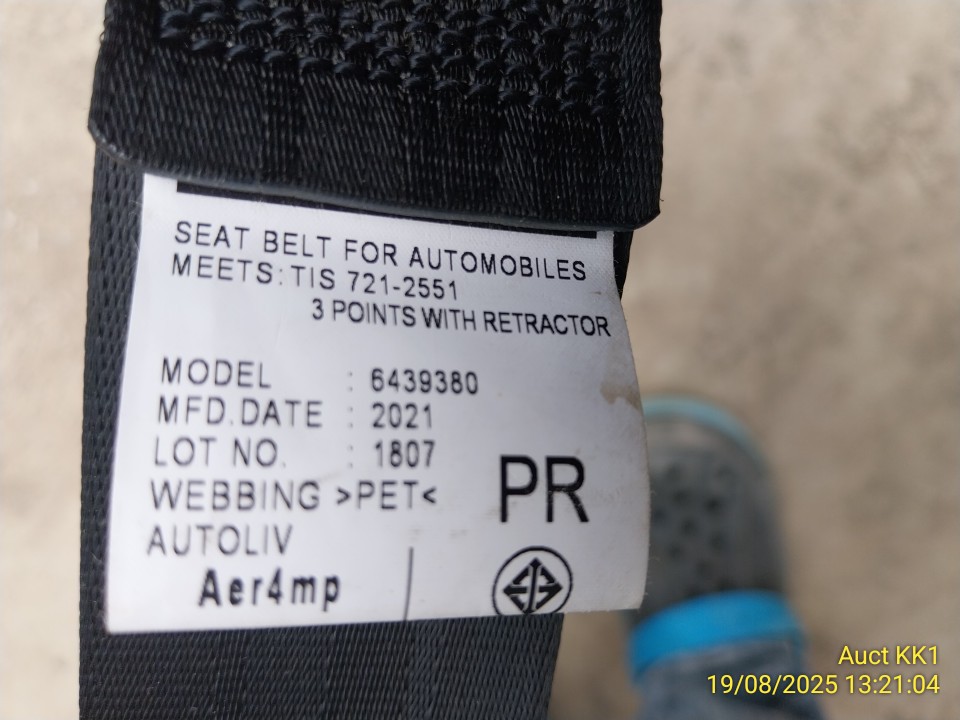 SEAT BELT FOR AUTOMOBILES
MEETS: TIS 721-2551
3 POINTS WITH RETRACTOR
MODEL : 6439380
MFD.DATE : 2021
LOT NO. : 1807
WEBBING >PET<
PR
AUTOLIV
Aer4mp
Auct KK1
19/08/2025 13:21:04